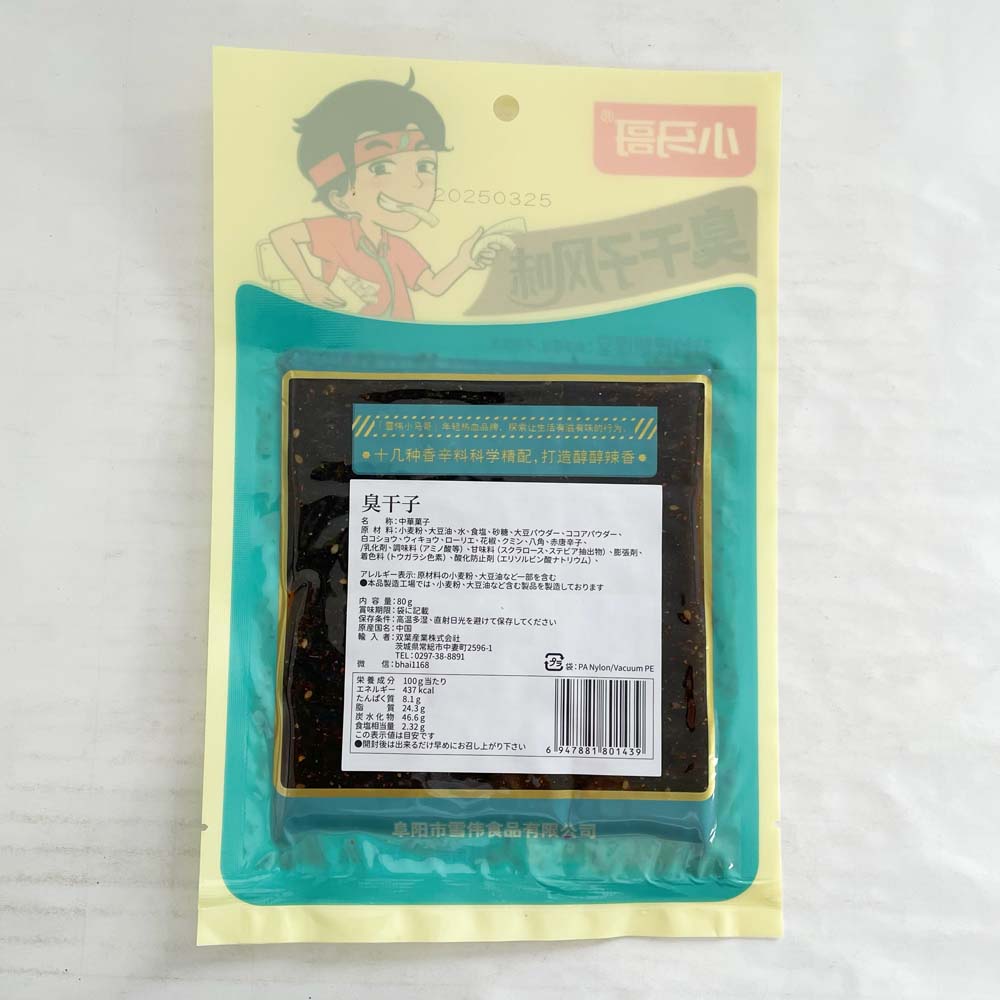 小马哥®
20250325
臭干子风味
雪伟小马哥：年轻热血品牌，探索让生活有滋有味的行为。
●十几种香辛料科学精配，打造醇醇辣香●
臭干子
名　　称：中華菓子
原 材 料：小麦粉、大豆油、水、食塩、砂糖、大豆パウダー、ココアパウダー、
白コショウ、ウィキョウ、ローリエ、花椒、クミン、八角、赤唐辛子、
/乳化剤、調味料（アミノ酸等）、甘味料（スクラロース、ステビア抽出物）、膨張剤、
着色料（トウガラシ色素）、酸化防止剤（エリソルビン酸ナトリウム）、
アレルギー表示: 原材料の小麦粉、大豆油など一部を含む
●本品製造工場では、小麦粉、大豆油など含む製品を製造しております
内 容 量：80g
賞味期限：袋に記載
保存条件：高温多湿、直射日光を避けて保存してください
原産国名：中国
輸 入 者：双葉産業株式会社
茨城県常総市中妻町2596-1
TEL：0297-38-8891
微　　信：bhai1168
プラ 袋：PA Nylon/Vacuum PE
栄養成分　100g当たり
エネルギー　437 kcal
たんぱく質　8.1g
脂　　質　24.3g
炭水化物　46.6g
食塩相当量　2.32g
この表示値は目安です
●開封後は出来るだけ早めにお召し上がり下さい
6 947881 801439
阜阳市雪伟食品有限公司